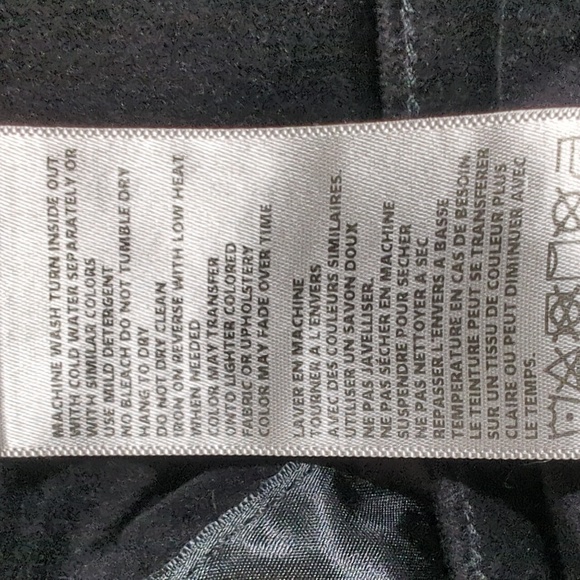 MACHINE WASH TURN INSIDE OUT
WITH COLD WATER SEPARATELY OR
WITH SIMILAR COLORS
USE MILD DETERGENT
NO BLEACH DO NOT TUMBLE DRY
HANG TO DRY
DO NOT DRY CLEAN
IRON ON REVERSE WITH LOW HEAT
WHEN NEEDED
COLOR MAY TRANSFER
UNTO LIGHTER COLORED
FABRIC OR UPHOLSTERY
COLOR MAY FADE OVER TIME
LAVER EN MACHINE
TOURNER A L'ENVERS
AVEC DES COULEURS SIMILAIRES.
UTILISER UN SAVON DOUX
NE PAS JAVELLISER.
NE PAS SÉCHER EN MACHINE
SUSPENDRE POUR SECHER
NE PAS NETTOYER A SEC
REPASSER L'ENVERS A BASSE
TEMPERATURE EN CAS DE BESOIN.
LE TEINTURE PEUT SE TRANSFERER
SUR UN TISSU DE COULEUR PLUS
CLAIRE OU PEUT DIMINUER AVEC
LE TEMPS.